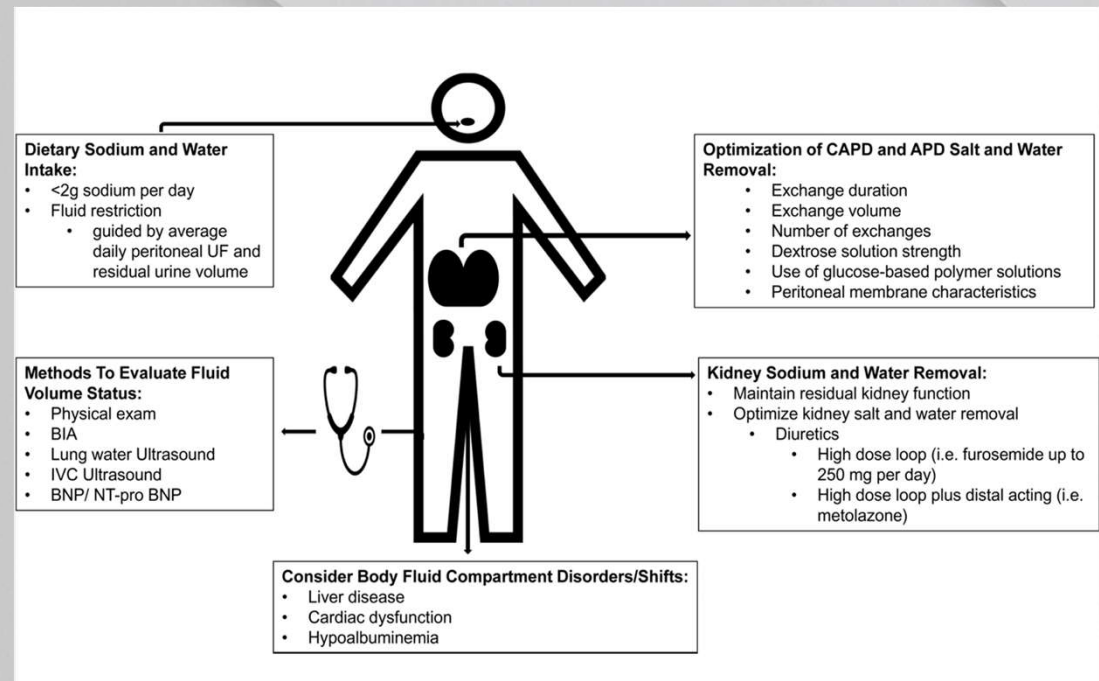 Dietary Sodium and Water
Intake:
• <2g sodium per day
• Fluid restriction
• guided by average
daily peritoneal UF and
residual urine volume
Optimization of CAPD and APD Salt and Water
Removal:
• Exchange duration
• Exchange volume
• Number of exchanges
• Dextrose solution strength
• Use of glucose-based polymer solutions
• Peritoneal membrane characteristics
Methods To Evaluate Fluid
Volume Status:
• Physical exam
• BIA
• Lung water Ultrasound
• IVC Ultrasound
• BNP/ NT-pro BNP
Kidney Sodium and Water Removal:
• Maintain residual kidney function
• Optimize kidney salt and water removal
• Diuretics
• High dose loop (i.e. furosemide up to
250 mg per day)
• High dose loop plus distal acting (i.e.
metolazone)
Consider Body Fluid Compartment Disorders/Shifts:
• Liver disease
• Cardiac dysfunction
• Hypoalbuminemia